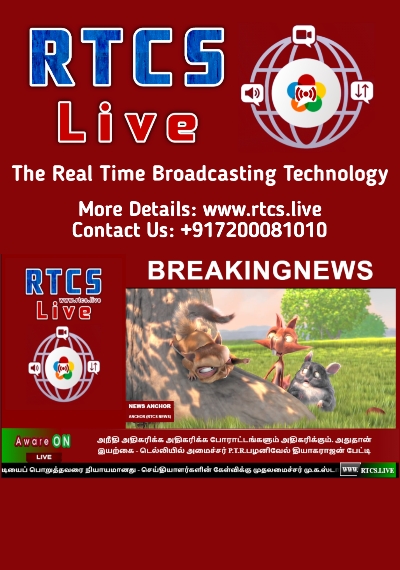 RTCS
Live
The Real Time Broadcasting Technology
More Details: www.rtcs.live
Contact Us: +917200081010
RTCS
www.rtcs.live
Live
BREAKINGNEWS
NEWS ANCHOR
ANCHOR (RTCS NEWS)
Aware ON
LIVE
அநீதி அதிகரிக்க அதிகரிக்க போராட்டங்களும் அதிகரிக்கும். அதுதான்
இயற்கை - டெல்லியில் அமைச்சர் P.T.R.பழனிவேல் தியாகராஜன் பேட்டி
டியைப் பொறுத்தவரை நியாயமானது - செய்தியாளர்களின் கேள்விக்கு முதலமைச்சர் மு.க.ஸ்டா
WWW. RTCS.LIVE